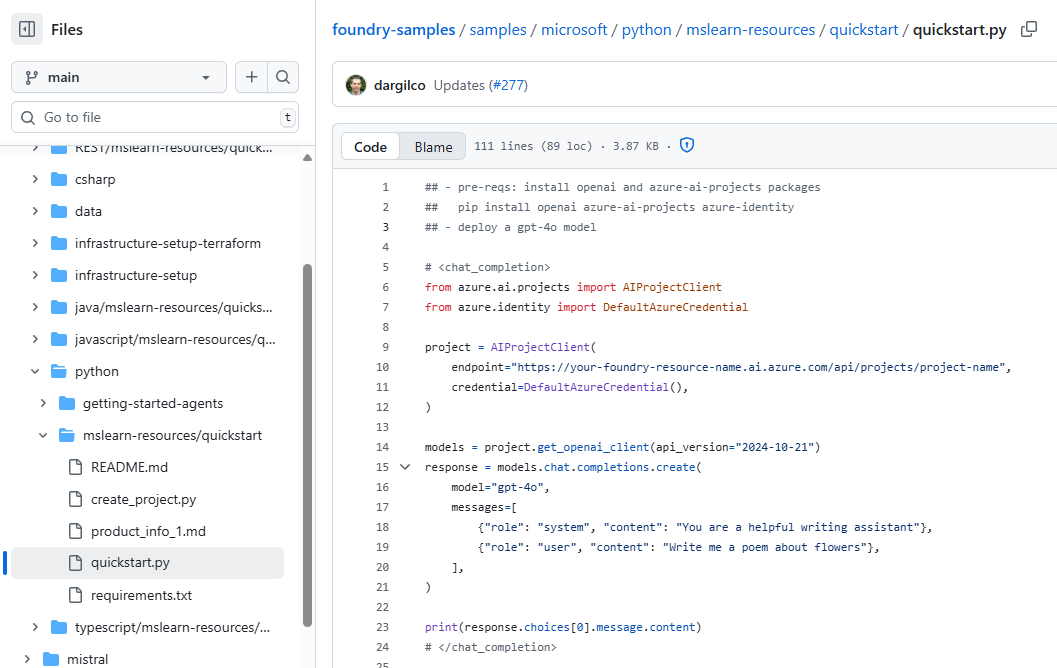 Files
main
Go to file
t
REST/mslearn-resources/quick...
csharp
data
infrastructure-setup-terraform
infrastructure-setup
java/mslearn-resources/quicks...
javascript/mslearn-resources/q...
python
getting-started-agents
mslearn-resources/quickstart
README.md
create_project.py
product_info_1.md
quickstart.py
requirements.txt
typescript/mslearn-resources/...
mistral
foundry-samples / samples / microsoft / python / mslearn-resources / quickstart / quickstart.py
dargilco Updates (#277)
Code Blame 111 lines (89 loc) · 3.87 KB ·
1 ## - pre-reqs: install openai and azure-ai-projects packages
2 ##   pip install openai azure-ai-projects azure-identity
3 ## - deploy a gpt-4o model
4
5 # <chat_completion>
6 from azure.ai.projects import AIProjectClient
7 from azure.identity import DefaultAzureCredential
8
9 project = AIProjectClient(
10     endpoint="https://your-foundry-resource-name.ai.azure.com/api/projects/project-name",
11     credential=DefaultAzureCredential(),
12 )
13
14 models = project.get_openai_client(api_version="2024-10-21")
15 response = models.chat.completions.create(
16     model="gpt-4o",
17     messages=[
18         {"role": "system", "content": "You are a helpful writing assistant"},
19         {"role": "user", "content": "Write me a poem about flowers"},
20     ],
21 )
22
23 print(response.choices[0].message.content)
24 # </chat_completion>
25